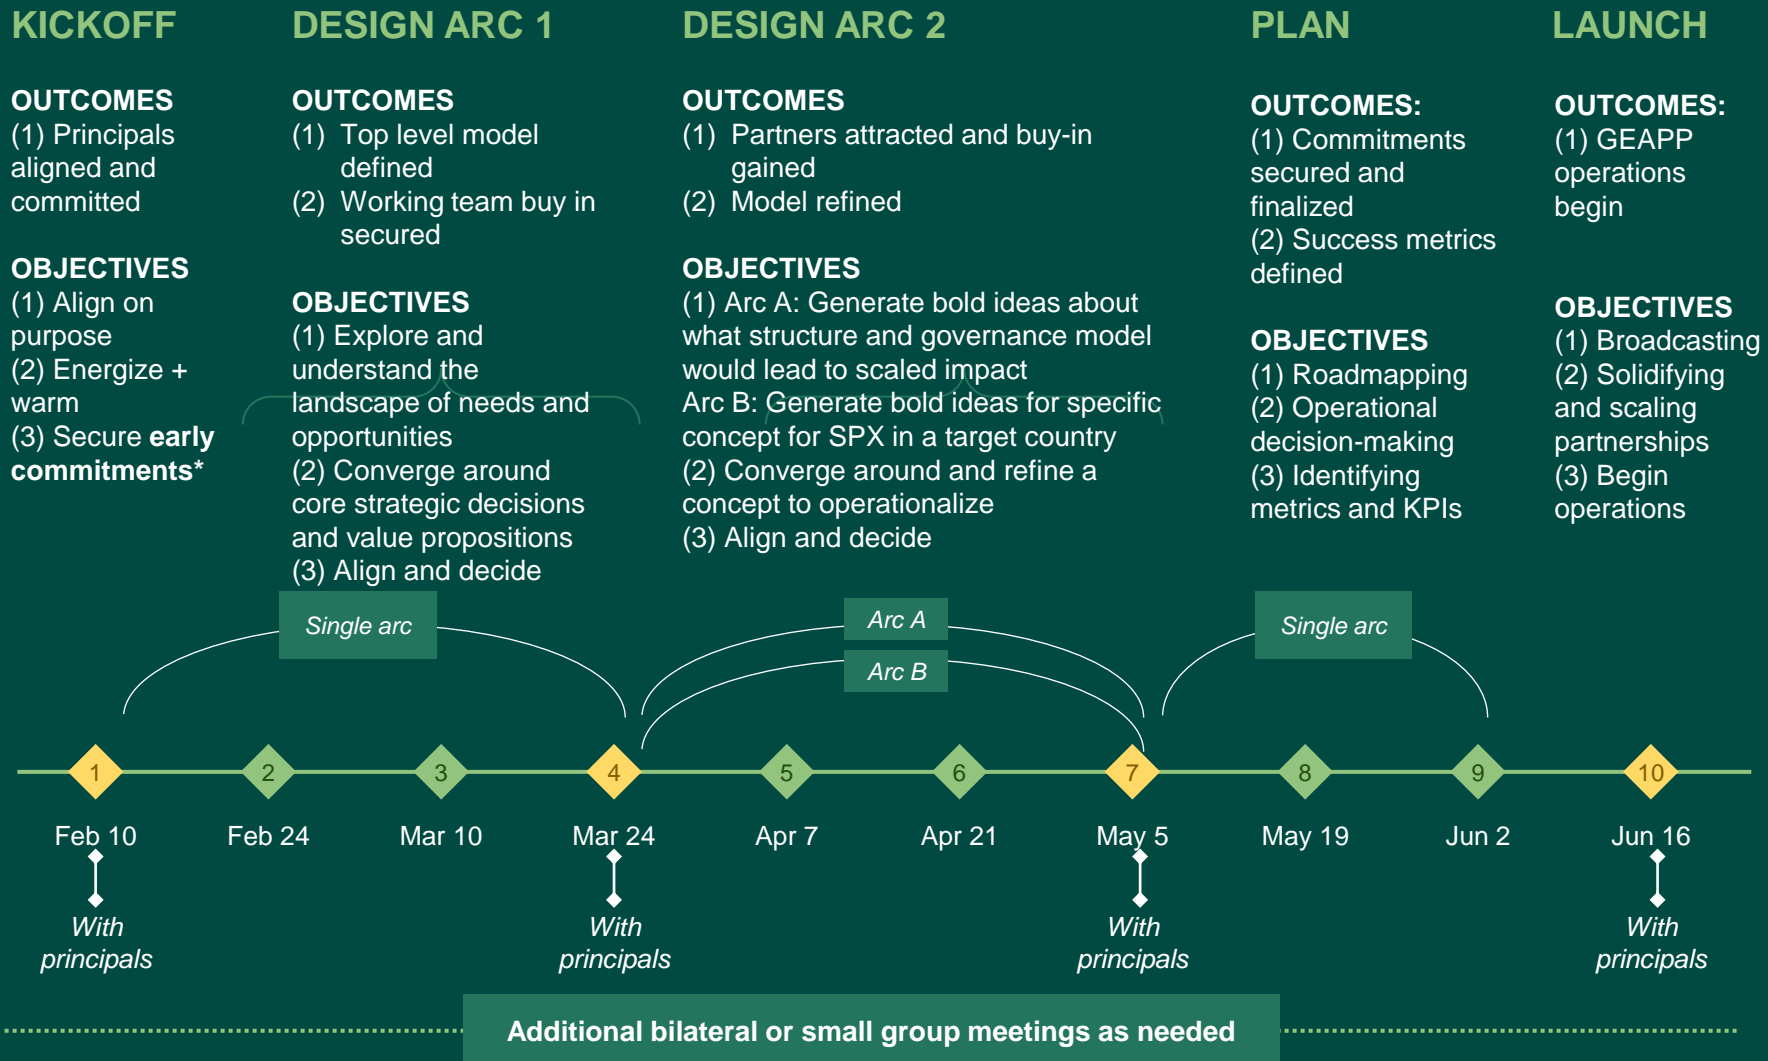 KICKOFF
OUTCOMES
(1) Principals
aligned and
committed
OBJECTIVES
(1) Align on
purpose
(2) Energize +
warm
(3) Secure early
commitments*
DESIGN ARC 1
OUTCOMES
(1) Top level model
defined
(2) Working team buy in
secured
OBJECTIVES
(1) Explore and
understand the
landscape of needs and
opportunities
(2) Converge around
core strategic decisions
and value propositions
(3) Align and decide
DESIGN ARC 2
OUTCOMES
(1) Partners attracted and buy-in
gained
(2) Model refined
OBJECTIVES
(1) Arc A: Generate bold ideas about
what structure and governance model
would lead to scaled impact
Arc B: Generate bold ideas for specific
concept for SPX in a target country
(2) Converge around and refine a
concept to operationalize
(3) Align and decide
PLAN
OUTCOMES:
(1) Commitments
secured and
finalized
(2) Success metrics
defined
OBJECTIVES
(1) Roadmapping
(2) Operational
decision-making
(3) Identifying
metrics and KPIs
LAUNCH
OUTCOMES:
(1) GEAPP
operations
begin
OBJECTIVES
(1) Broadcasting
(2) Solidifying
and scaling
partnerships
(3) Begin
operations
Single arc
Arc A
Arc B
Single arc
1
2
3
4
5
6
7
8
9
10
Feb 10
Feb 24
Mar 10
Mar 24
Apr 7
Apr 21
May 5
May 19
Jun 2
Jun 16
With
principals
With
principals
With
principals
With
principals
Additional bilateral or small group meetings as needed